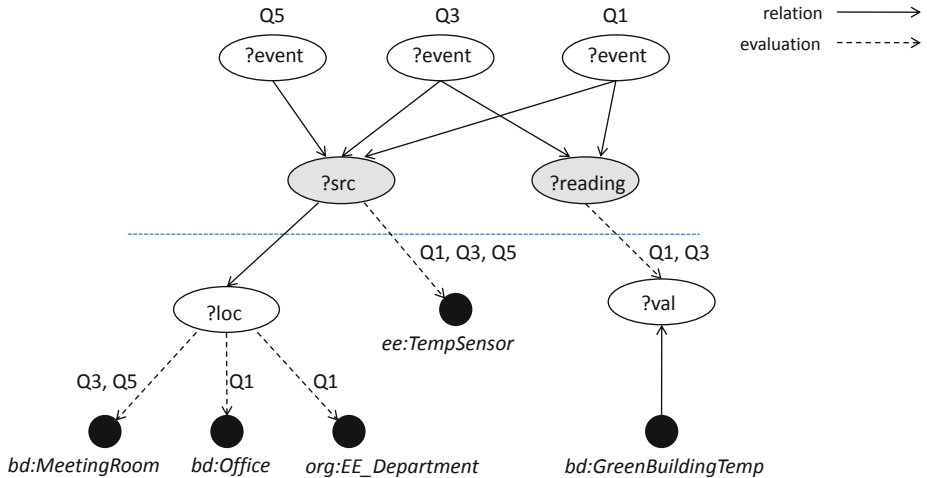 Q5 Q3 Q1
relation
evaluation
?event ?event ?event
?src ?reading
Q1, Q3, Q5 Q1, Q3
?loc ?val
ee:TempSensor
Q3, Q5 Q1 Q1
bd:MeetingRoom bd:Office org:EE_Department bd:GreenBuildingTemp